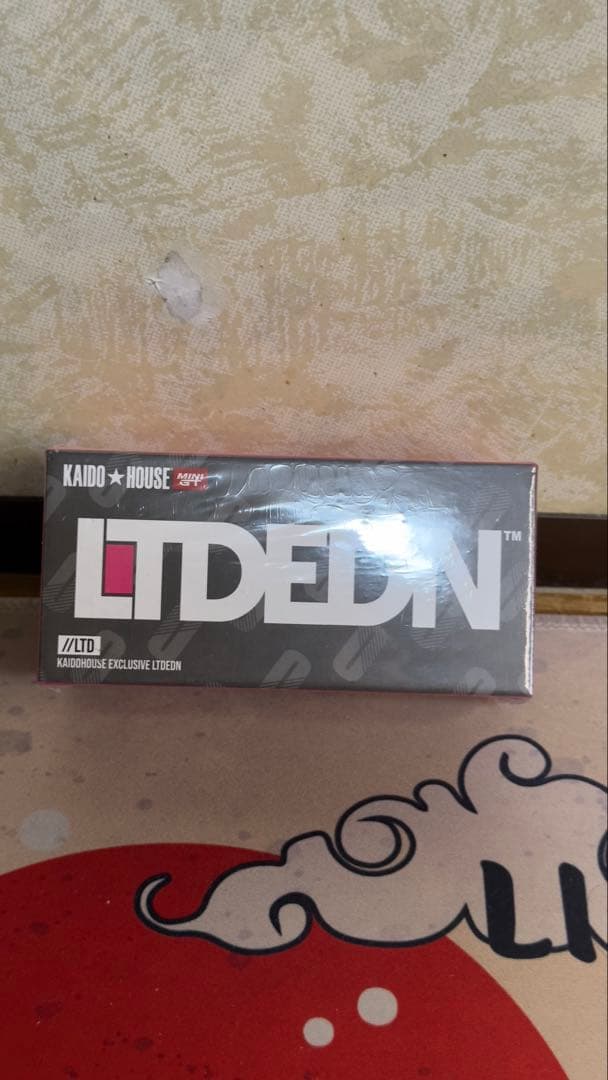 KAIDO★HOUSE MINI GT
LTDEDN™
//LTD
KAIDOHOUSE EXCLUSIVE LTDEDN